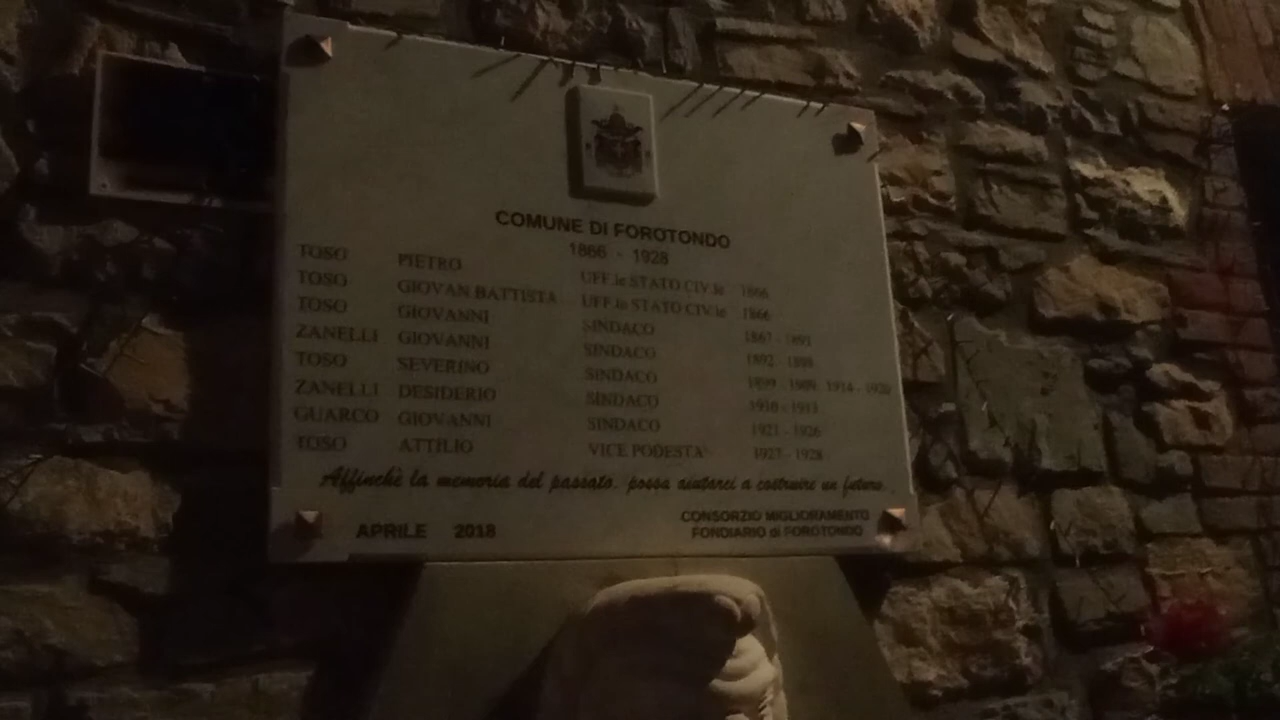 COMUNE DI FOROTONDO
1866 - 1928
TOSO PIETRO UFF.le STATO CIV.le 1866
TOSO GIOVAN BATTISTA UFF.le STATO CIV.le 1866
TOSO GIOVANNI SINDACO 1867 - 1891
ZANELLI GIOVANNI SINDACO 1892 - 1898
TOSO SEVERINO SINDACO 1899 - 1909 1914 - 1920
ZANELLI DESIDERIO SINDACO 1910 - 1913
GUARCO GIOVANNI SINDACO 1921 - 1926
TOSO ATTILIO VICE PODESTA' 1927 - 1928
Affinchè la memoria del passato, possa aiutarci a costruire un futuro
APRILE 2018
CONSORZIO MIGLIORAMENTO
FONDIARIO di FOROTONDO